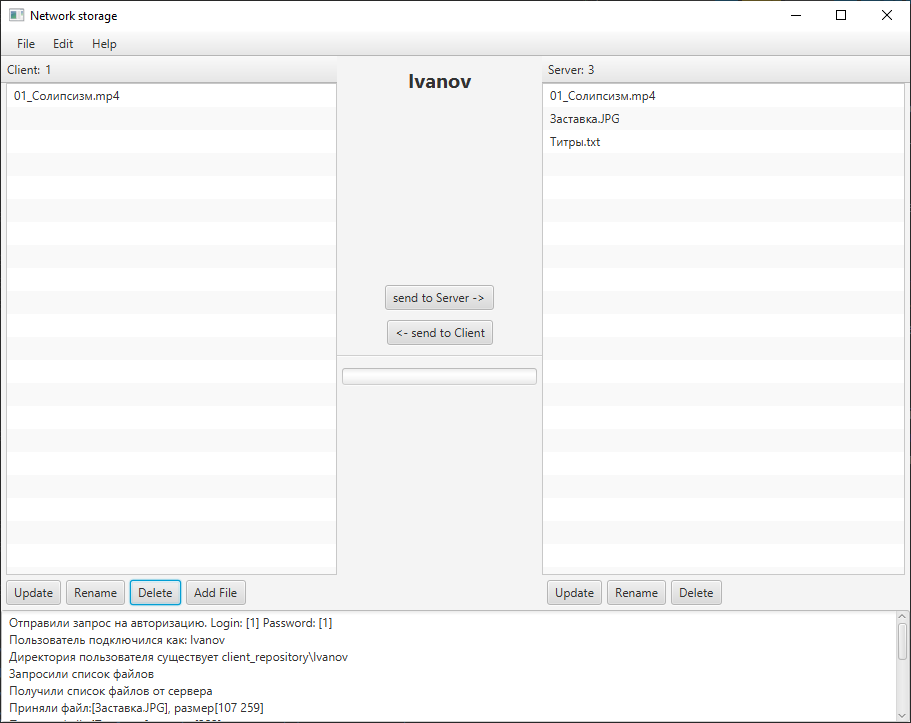 Network storage
File Edit Help
Client: 1
01_Солипсизм.mp4
Ivanov
send to Server ->
<- send to Client
Server: 3
01_Солипсизм.mp4
Заставка.JPG
Титры.txt
Update Rename Delete Add File
Update Rename Delete
Отправили запрос на авторизацию. Login: [1] Password: [1]
Пользователь подключился как: Ivanov
Директория пользователя существует client_repository\Ivanov
Запросили список файлов
Получили список файлов от сервера
Приняли файл:[Заставка.JPG], размер[107 259]